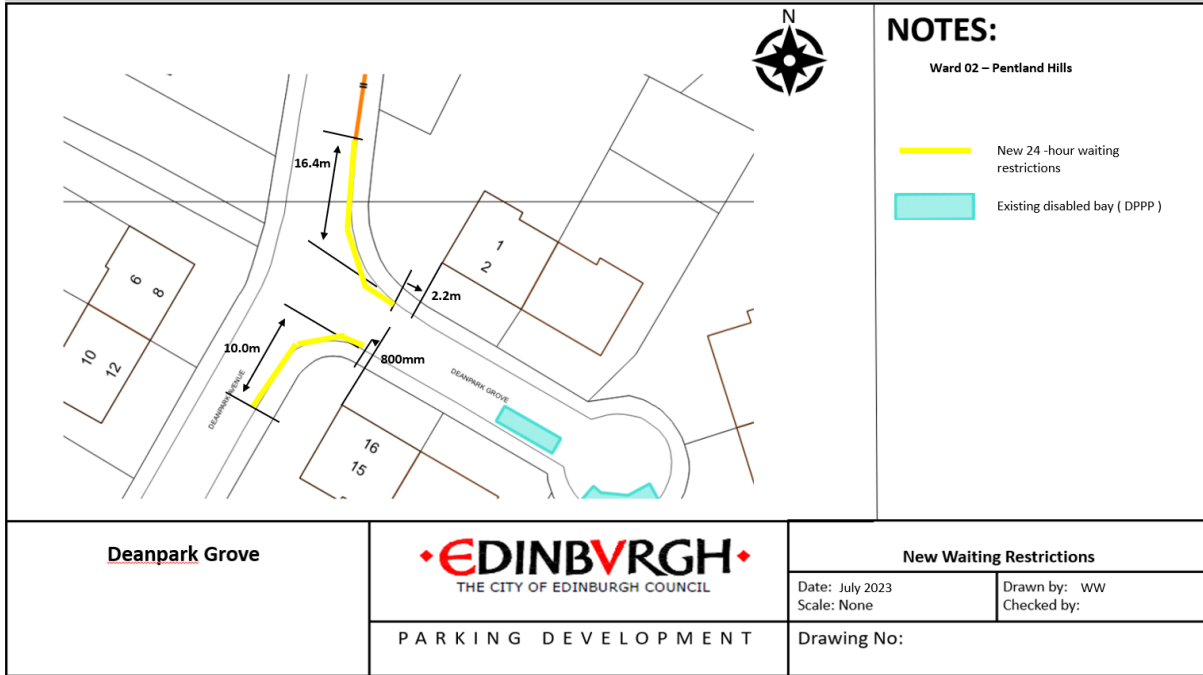 N
NOTES:
Ward 02 – Pentland Hills
New 24 -hour waiting
restrictions
Existing disabled bay ( DPPP )
16.4m
2.2m
10.0m
800mm
1
2
6
8
10
12
16
15
DEANPARK AVENUE
DEANPARK GROVE
Deanpark Grove
EDINBVRGH
THE CITY OF EDINBURGH COUNCIL
PARKING DEVELOPMENT
New Waiting Restrictions
Date: July 2023
Scale: None
Drawn by: WW
Checked by:
Drawing No: